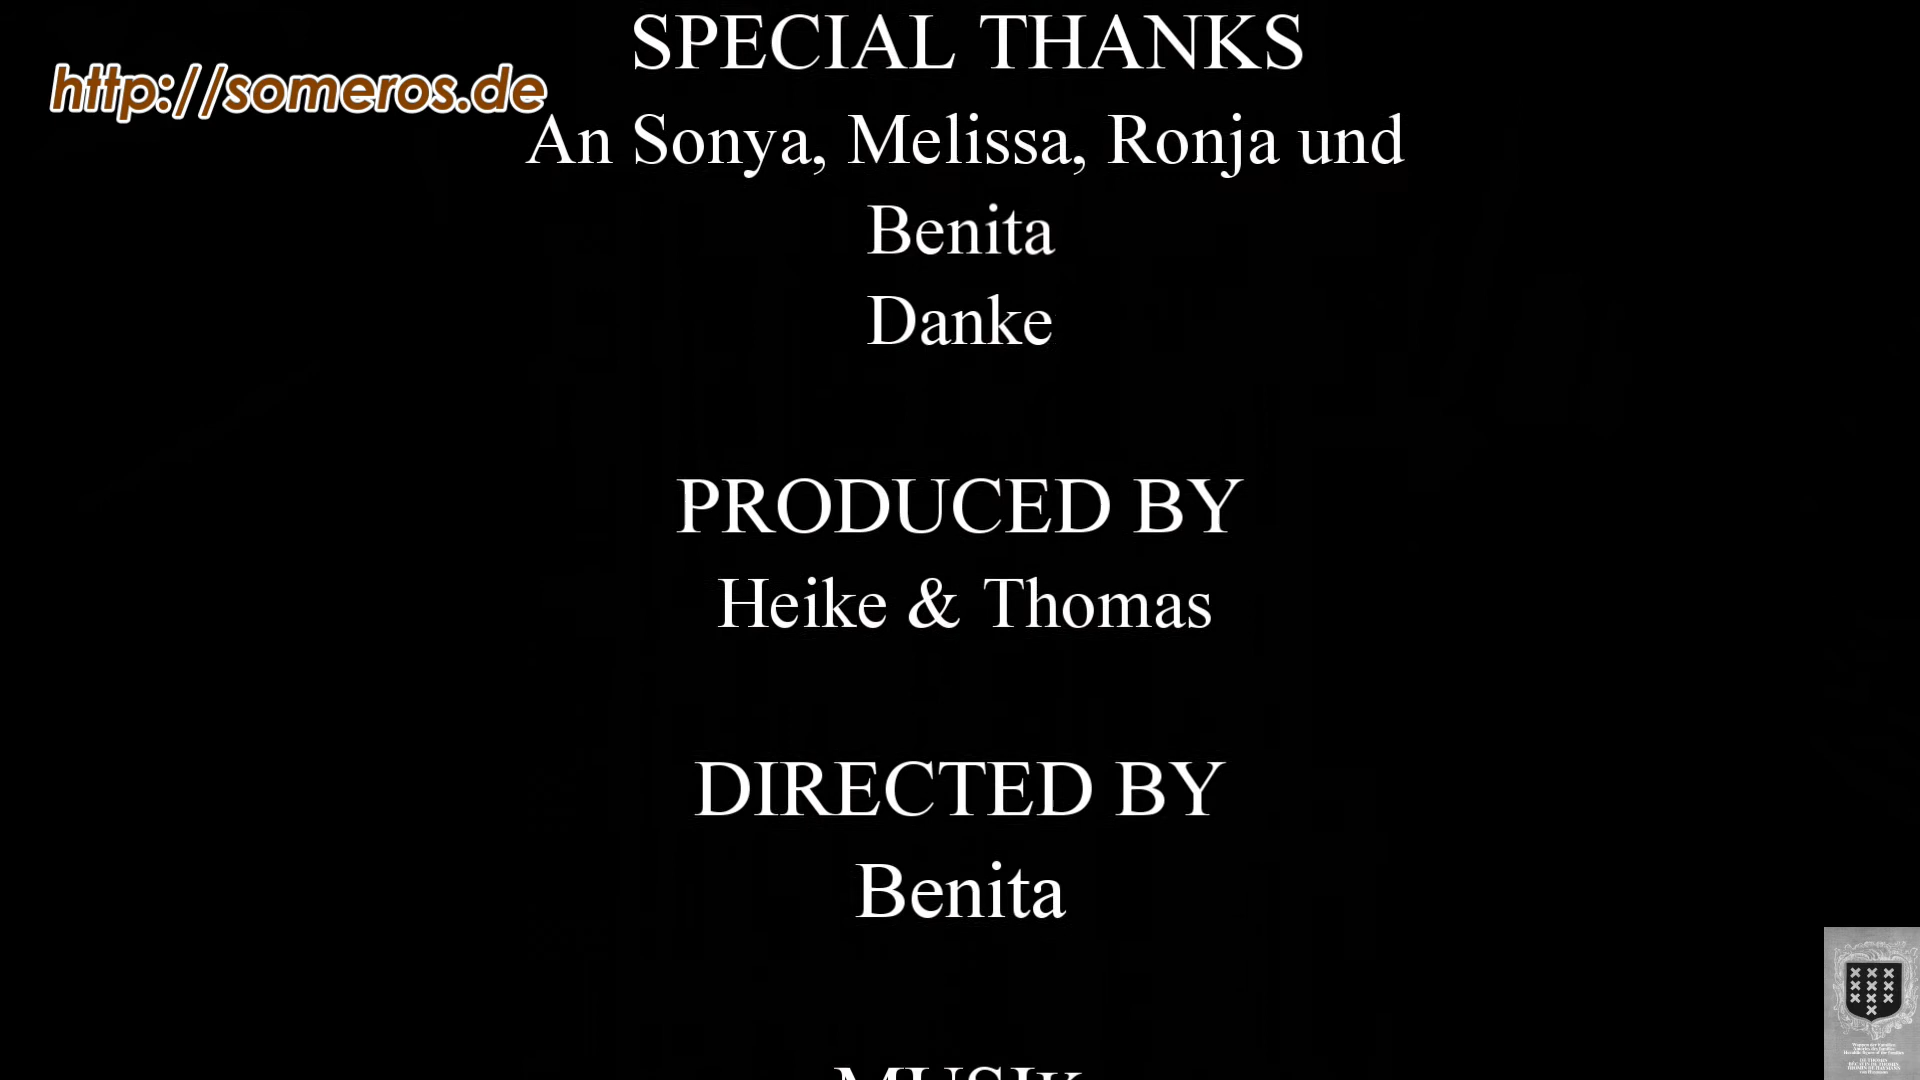 SPECIAL THANKS
http://someros.de
An Sonya, Melissa, Ronja und
Benita
Danke
PRODUCED BY
Heike & Thomas
DIRECTED BY
Benita
MUSIK